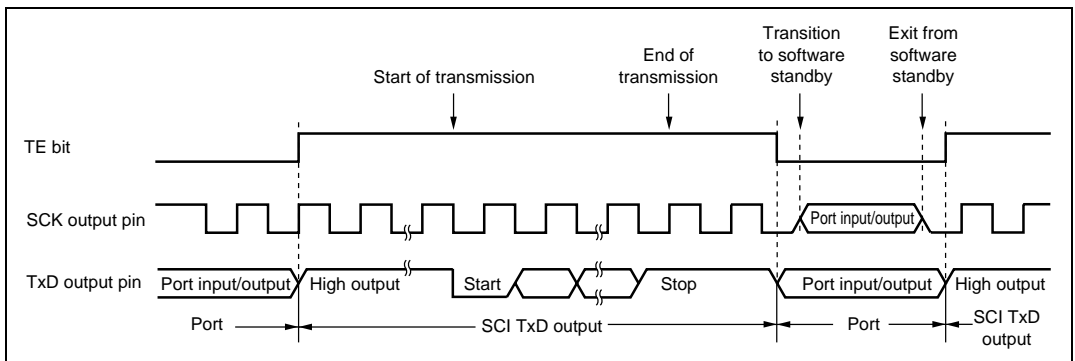 Transition
to software
standby
Exit from
software
standby
End of
transmission
Start of transmission
TE bit
SCK output pin
Port input/output
TxD output pin
Port input/output
High output
Start
Stop
Port input/output
High output
Port
SCI TxD output
Port
SCI TxD
output